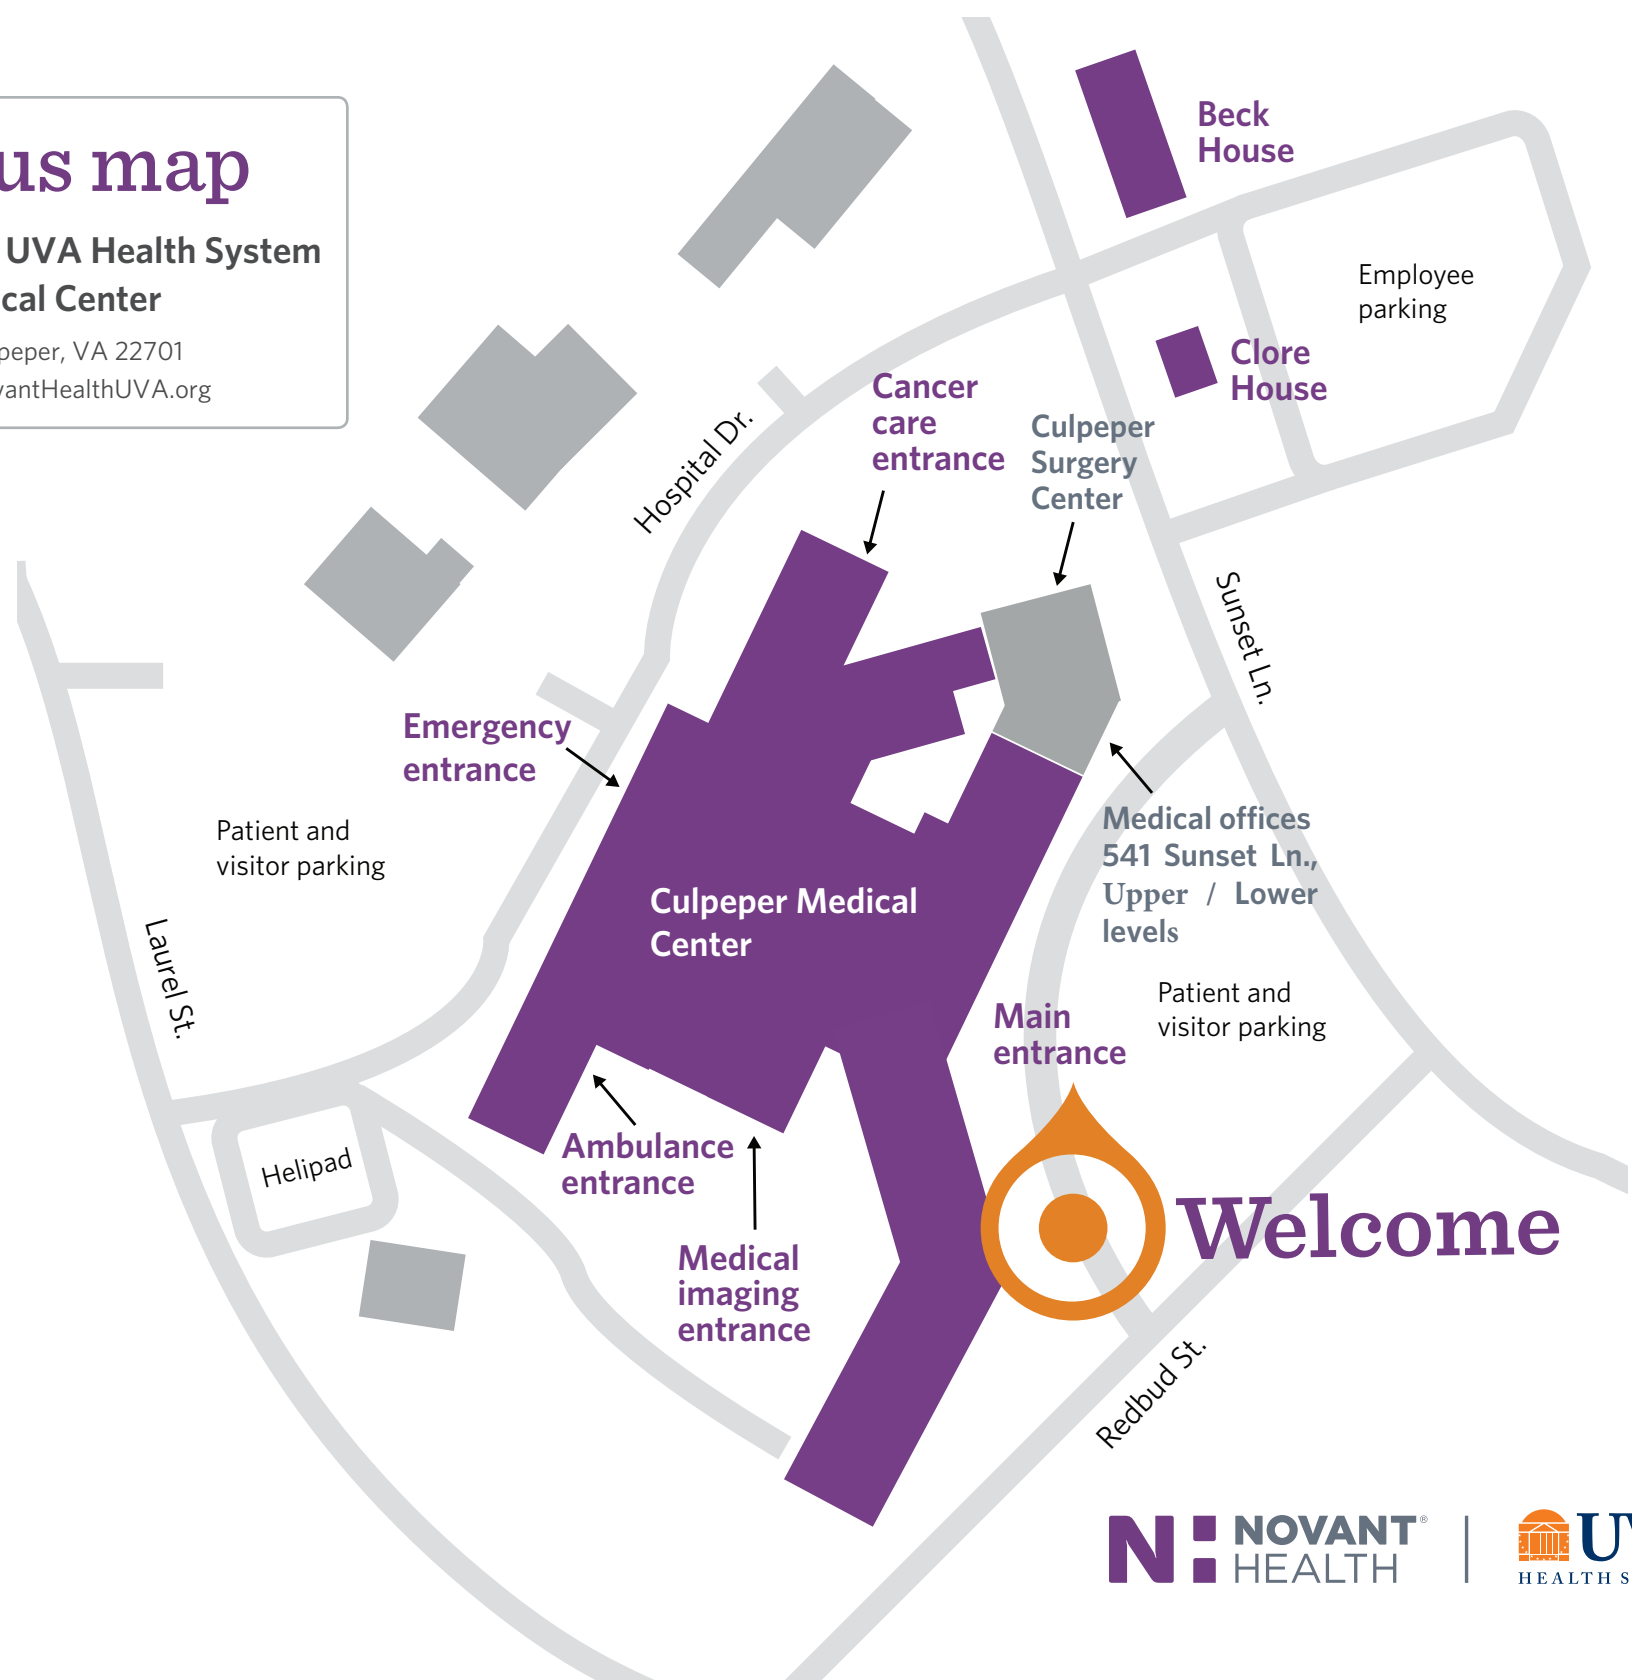 us map
UVA Health System
cal Center
peper, VA 22701
vantHealthUVA.org
Beck
House
Employee
parking
Clore
House
Cancer
care
entrance
Culpeper
Surgery
Center
Hospital Dr.
Sunset Ln.
Emergency
entrance
Patient and
visitor parking
Medical offices
541 Sunset Ln.,
Upper / Lower
levels
Culpeper Medical
Center
Laurel St.
Patient and
visitor parking
Main
entrance
Helipad
Ambulance
entrance
Welcome
Medical
imaging
entrance
Redbud St.
N
NOVANT®
HEALTH
UV
HEALTH S